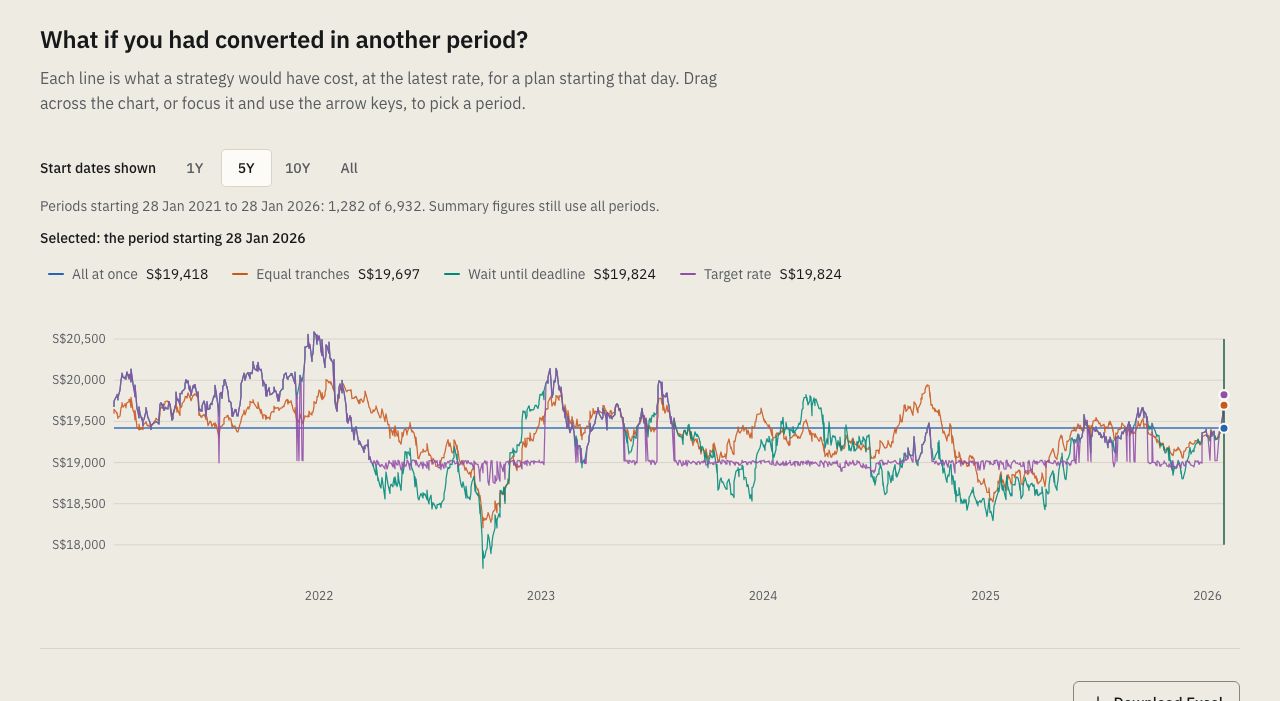 What if you had converted in another period?
Each line is what a strategy would have cost, at the latest rate, for a plan starting that day. Drag
across the chart, or focus it and use the arrow keys, to pick a period.
Start dates shown 1Y 5Y 10Y All
Periods starting 28 Jan 2021 to 28 Jan 2026: 1,282 of 6,932. Summary figures still use all periods.
Selected: the period starting 28 Jan 2026
All at once S$19,418 Equal tranches S$19,697 Wait until deadline S$19,824 Target rate S$19,824
S$20,500
S$20,000
S$19,500
S$19,000
S$18,500
S$18,000
2022 2023 2024 2025 2026
Download Excel